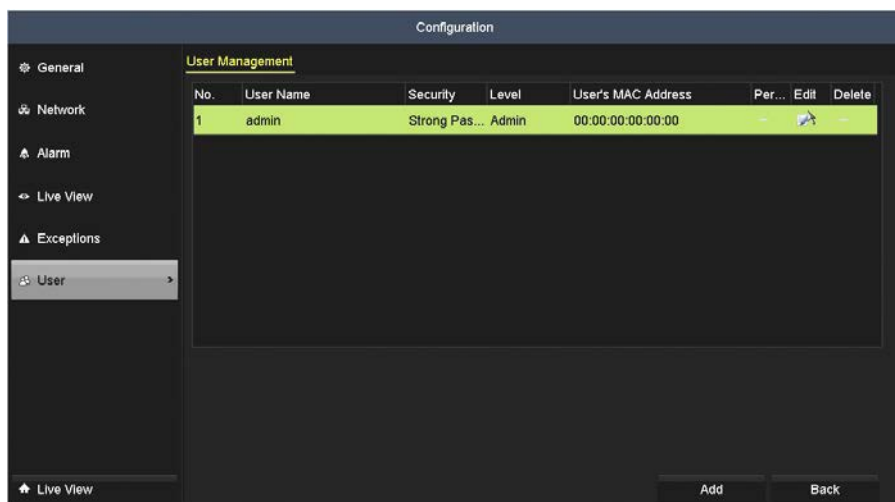 Configuration
General
Network
Alarm
Live View
Exceptions
User
User Management
No. User Name Security Level User's MAC Address Per... Edit Delete
1 admin Strong Pas... Admin 00:00:00:00:00:00
Live View
Add Back